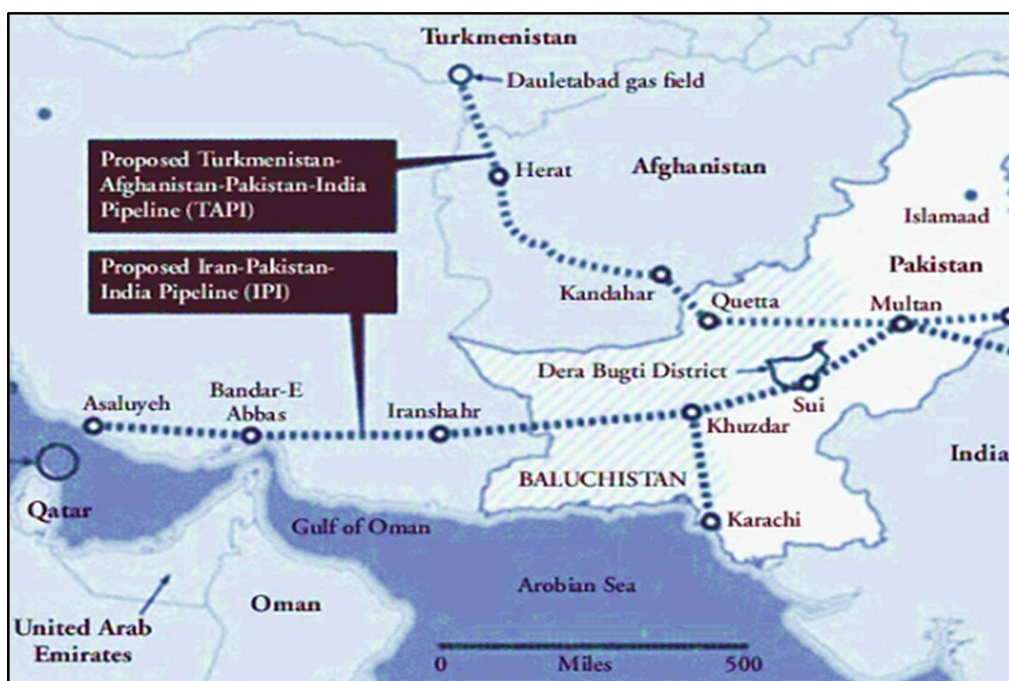 Turkmenistan
Dauletabad gas field
Proposed Turkmenistan-
Afghanistan-Pakistan-India
Pipeline (TAPI)
Herat
Afghanistan
Islamaad
Proposed Iran-Pakistan-
India Pipeline (IPI)
Pakistan
Kandahar
Quetta
Multan
Dera Bugti District
Asaluyeh
Bandar-E
Abbas
Iranshahr
Sui
Khuzdar
India
BALUCHISTAN
Qatar
Gulf of Oman
Karachi
Arobian Sea
Oman
United Arab
Emirates
0 Miles 500